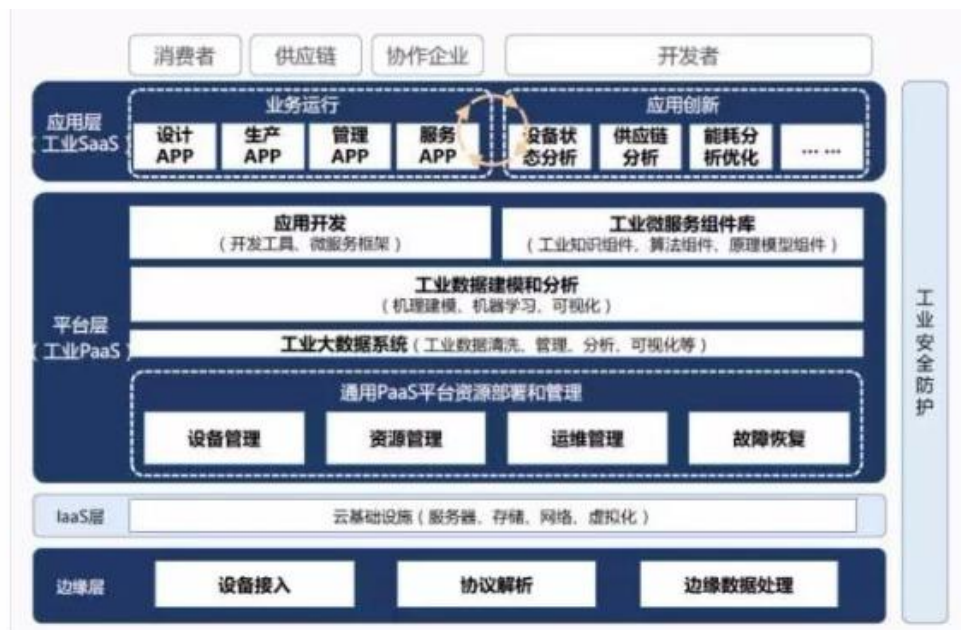 消费者
供应链
协作企业
开发者
应用层
（工业SaaS）
业务运行
设计
APP
生产
APP
管理
APP
服务
APP
应用创新
设备状
态分析
供应链
分析
能耗分
析优化
... ...
平台层
（工业PaaS）
应用开发
（开发工具、微服务框架）
工业微服务组件库
（工业知识组件、算法组件、原理模型组件）
工业数据建模和分析
（机理建模、机器学习、可视化）
工业大数据系统（工业数据清洗、管理、分析、可视化等）
通用PaaS平台资源部署和管理
设备管理
资源管理
运维管理
故障恢复
IaaS层
云基础设施（服务器、存储、网络、虚拟化）
边缘层
设备接入
协议解析
边缘数据处理
工业安全防护